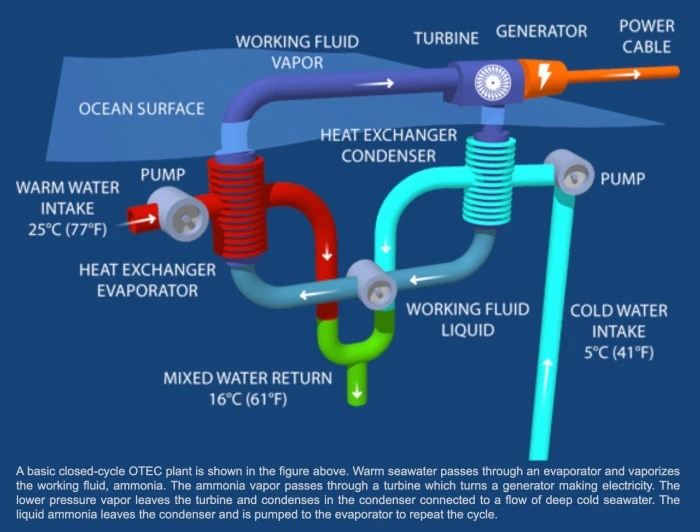 WORKING FLUID
VAPOR
TURBINE
GENERATOR
POWER
CABLE
OCEAN SURFACE
HEAT EXCHANGER
CONDENSER
PUMP
WARM WATER
INTAKE
25°C (77°F)
PUMP
HEAT EXCHANGER
EVAPORATOR
WORKING FLUID
LIQUID
COLD WATER
INTAKE
5°C (41°F)
MIXED WATER RETURN
16°C (61°F)
A basic closed-cycle OTEC plant is shown in the figure above. Warm seawater passes through an evaporator and vaporizes
the working fluid, ammonia. The ammonia vapor passes through a turbine which turns a generator making electricity. The
lower pressure vapor leaves the turbine and condenses in the condenser connected to a flow of deep cold seawater. The
liquid ammonia leaves the condenser and is pumped to the evaporator to repeat the cycle.